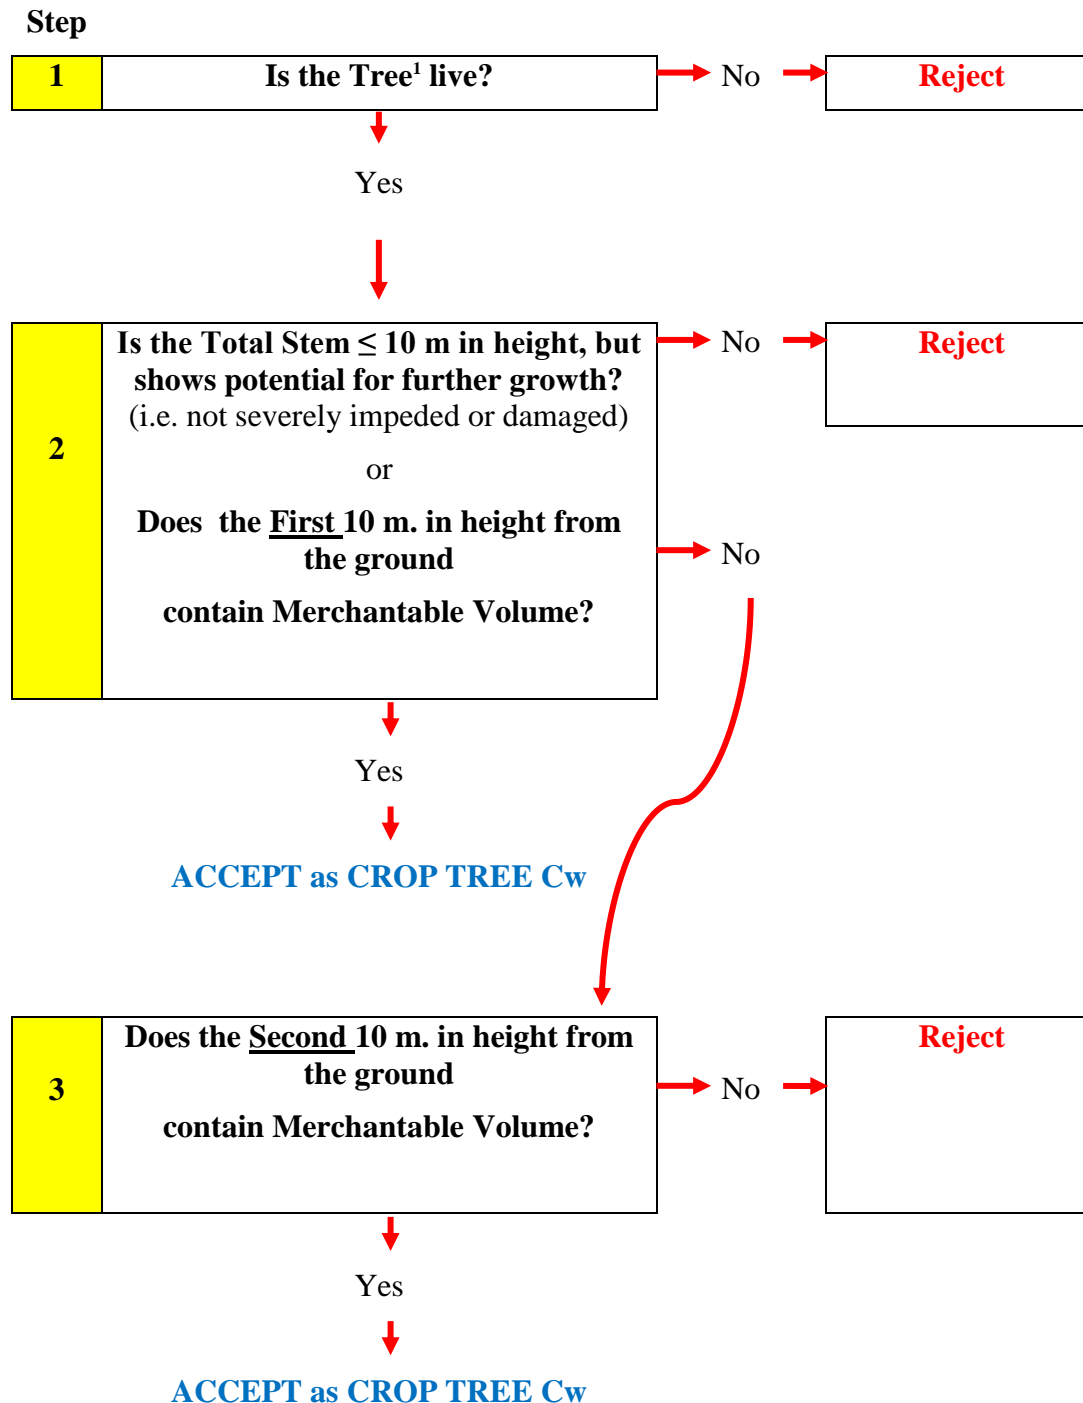 Step
1
Is the Tree¹ live?
No
Reject
Yes
2
Is the Total Stem ≤ 10 m in height, but
shows potential for further growth?
(i.e. not severely impeded or damaged)
No
Reject
or
Does the First 10 m. in height from
the ground
contain Merchantable Volume?
No
Yes
ACCEPT as CROP TREE Cw
3
Does the Second 10 m. in height from
the ground
contain Merchantable Volume?
No
Reject
Yes
ACCEPT as CROP TREE Cw